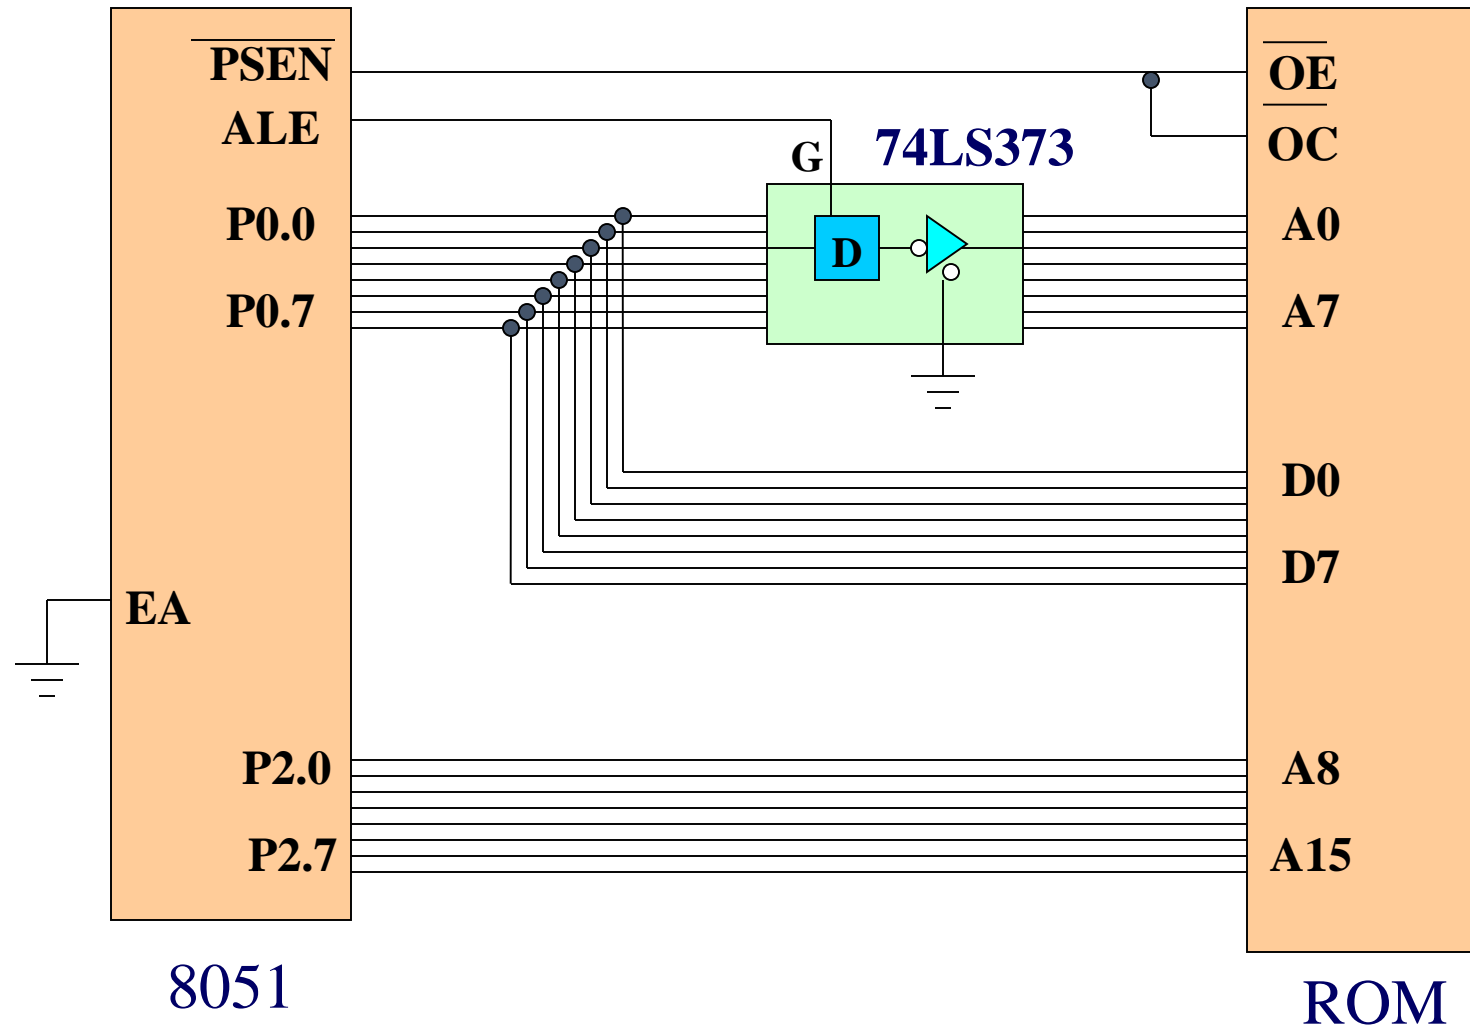 PSEN
ALE
P0.0
P0.7
EA
P2.0
P2.7
8051
G
74LS373
D
OE
OC
A0
A7
D0
D7
A8
A15
ROM